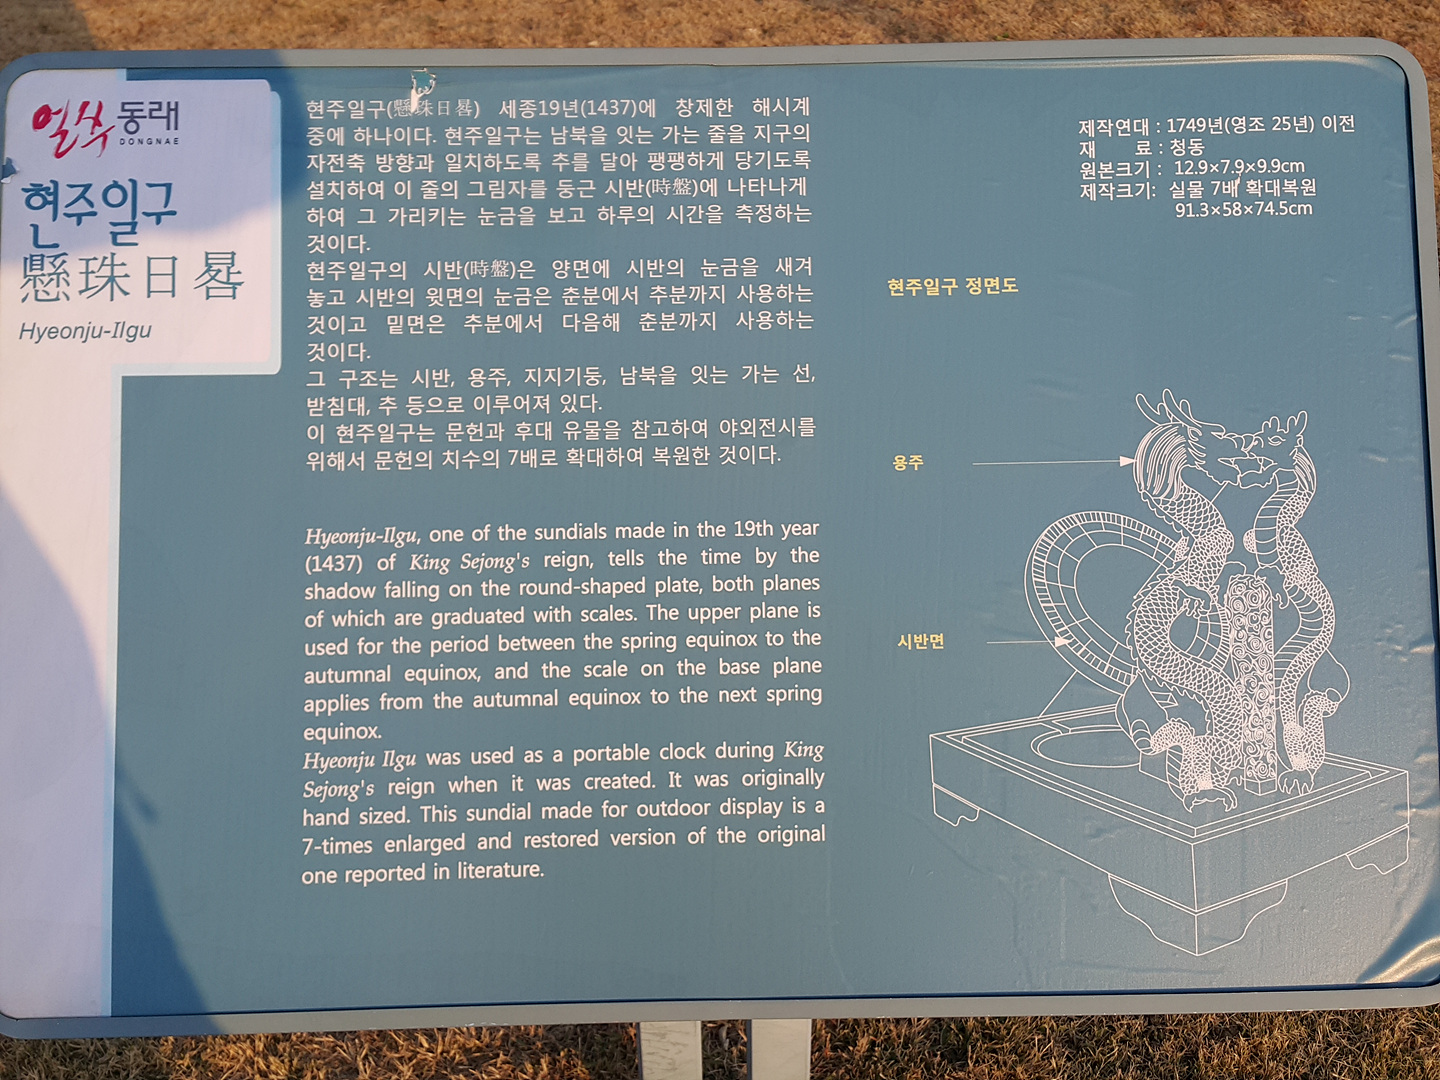 얼쑤 동래
DONGNAE
현주일구
懸珠日晷
Hyeonju-Ilgu
현주일구(懸珠日晷) 세종19년(1437)에 창제한 해시계
중에 하나이다. 현주일구는 남북을 잇는 가는 줄을 지구의
자전축 방향과 일치하도록 추를 달아 팽팽하게 당기도록
설치하여 이 줄의 그림자를 둥근 시반(時盤)에 나타나게
하여 그 가리키는 눈금을 보고 하루의 시간을 측정하는
것이다.
현주일구의 시반(時盤)은 양면에 시반의 눈금을 새겨
놓고 시반의 윗면의 눈금은 춘분에서 추분까지 사용하는
것이고 밑면은 추분에서 다음해 춘분까지 사용하는
것이다.
그 구조는 시반, 용주, 지지기둥, 남북을 잇는 가는 선,
받침대, 추 등으로 이루어져 있다.
이 현주일구는 문헌과 후대 유물을 참고하여 야외전시를
위해서 문헌의 치수의 7배로 확대하여 복원한 것이다.
Hyeonju-Ilgu, one of the sundials made in the 19th year
(1437) of King Sejong's reign, tells the time by the
shadow falling on the round-shaped plate, both planes
of which are graduated with scales. The upper plane is
used for the period between the spring equinox to the
autumnal equinox, and the scale on the base plane
applies from the autumnal equinox to the next spring
equinox.
Hyeonju Ilgu was used as a portable clock during King
Sejong's reign when it was created. It was originally
hand sized. This sundial made for outdoor display is a
7-times enlarged and restored version of the original
one reported in literature.
제작연대 : 1749년(영조 25년) 이전
재 료 : 청동
원본크기 : 12.9×7.9×9.9cm
제작크기: 실물 7배 확대복원
91.3×58×74.5cm
현주일구 정면도
용주
시반면